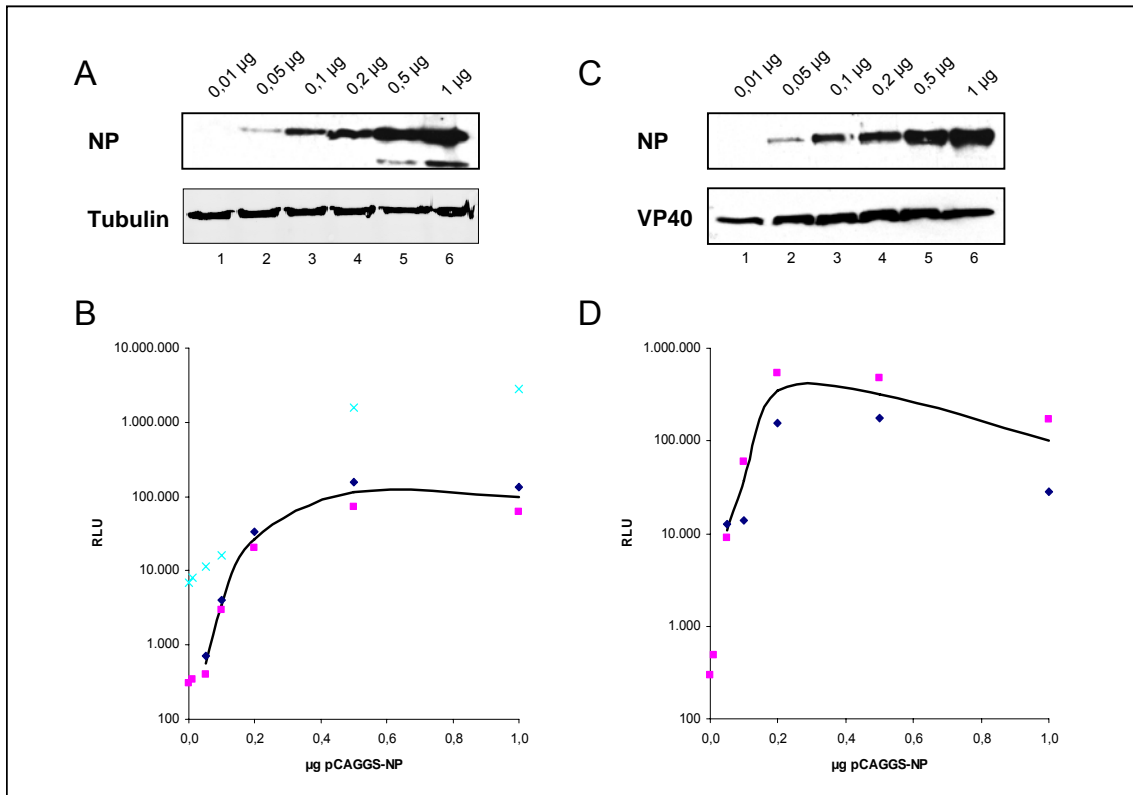 A
0,01 µg 0,05 µg 0,1 µg 0,2 µg 0,5 µg 1 µg
NP
Tubulin
1 2 3 4 5 6
C
0,01 µg 0,05 µg 0,1 µg 0,2 µg 0,5 µg 1 µg
NP
VP40
1 2 3 4 5 6
B
10.000.000
1.000.000
100.000
10.000
1.000
100
RLU
0,0 0,2 0,4 0,6 0,8 1,0
µg pCAGGS-NP
D
1.000.000
100.000
10.000
1.000
100
RLU
0,0 0,2 0,4 0,6 0,8 1,0
µg pCAGGS-NP